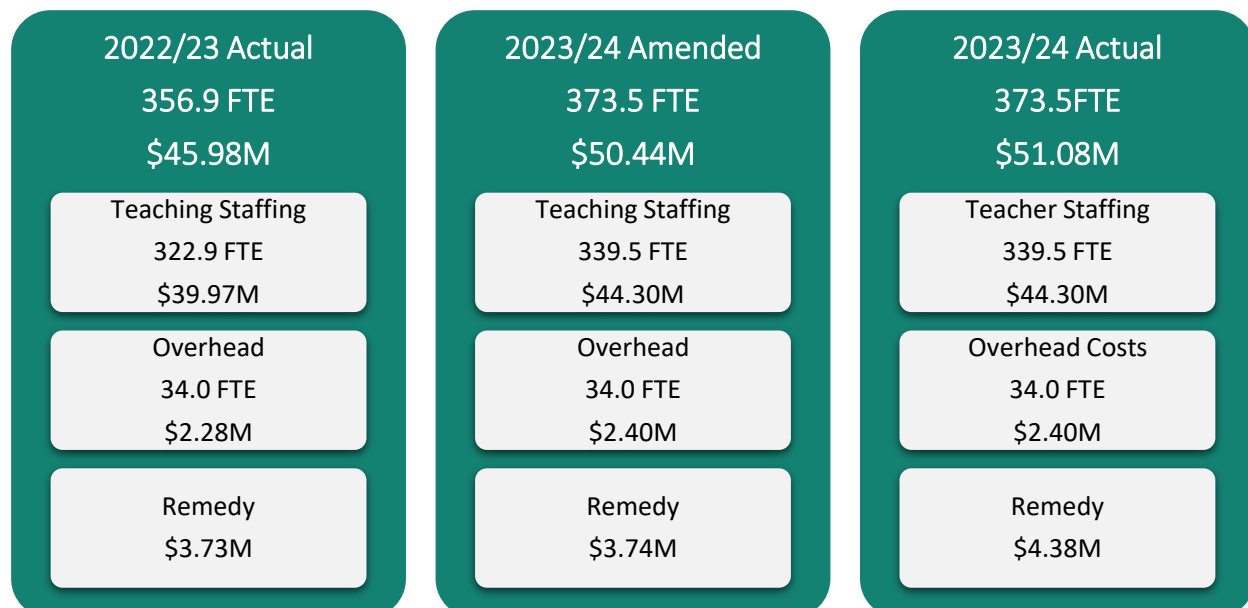 2022/23 Actual
356.9 FTE
$45.98M
Teaching Staffing
322.9 FTE
$39.97M
Overhead
34.0 FTE
$2.28M
Remedy
$3.73M
2023/24 Amended
373.5 FTE
$50.44M
Teaching Staffing
339.5 FTE
$44.30M
Overhead
34.0 FTE
$2.40M
Remedy
$3.74M
2023/24 Actual
373.5FTE
$51.08M
Teacher Staffing
339.5 FTE
$44.30M
Overhead Costs
34.0 FTE
$2.40M
Remedy
$4.38M